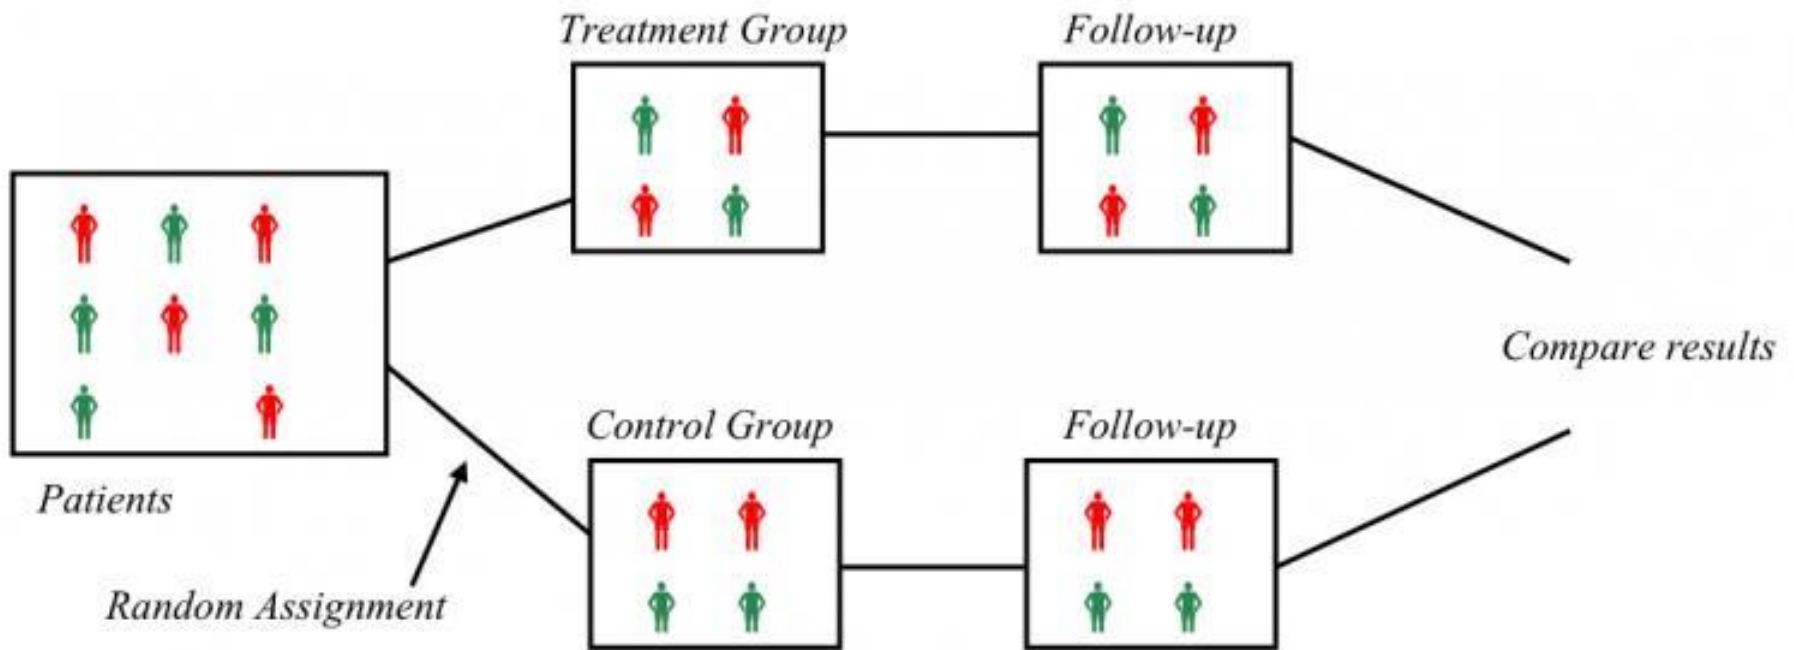 Treatment Group
Follow-up
Patients
Random Assignment
Control Group
Follow-up
Compare results